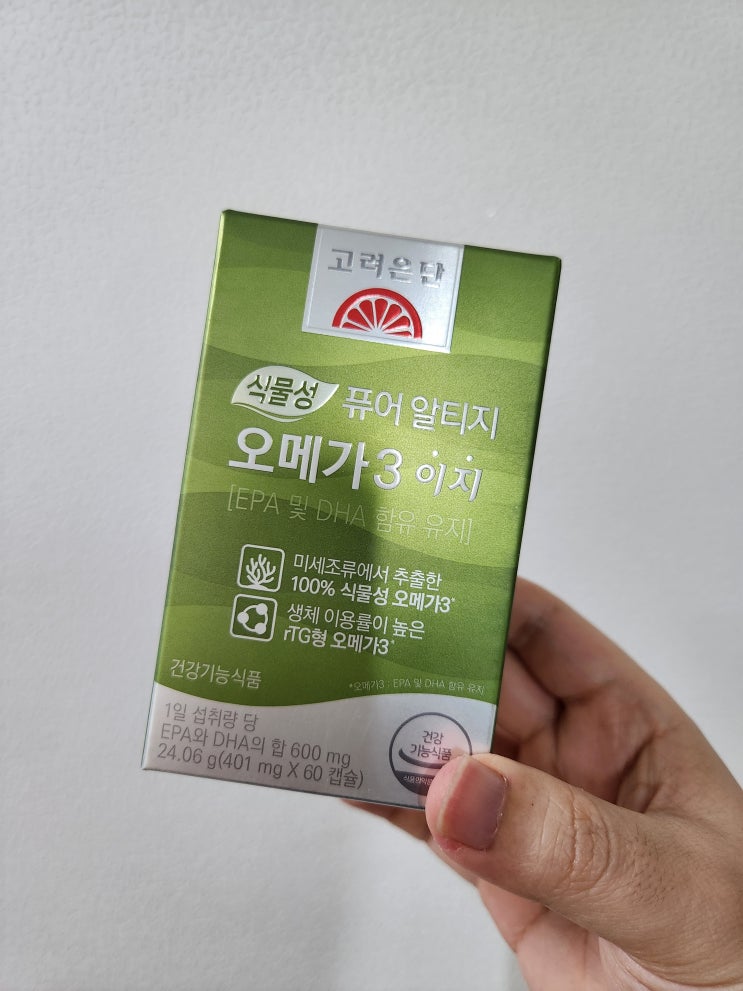 고려은단
식물성 퓨어 알티지
오메가3 이지
[EPA 및 DHA 함유 유지]
미세조류에서 추출한
100% 식물성 오메가3*
생체 이용률이 높은
rTG형 오메가3*
건강기능식품
*오메가3 : EPA 및 DHA 함유 유지
1일 섭취량 당
EPA와 DHA의 합 600 mg
24.06 g(401 mg X 60 캡슐)
건강
기능식품